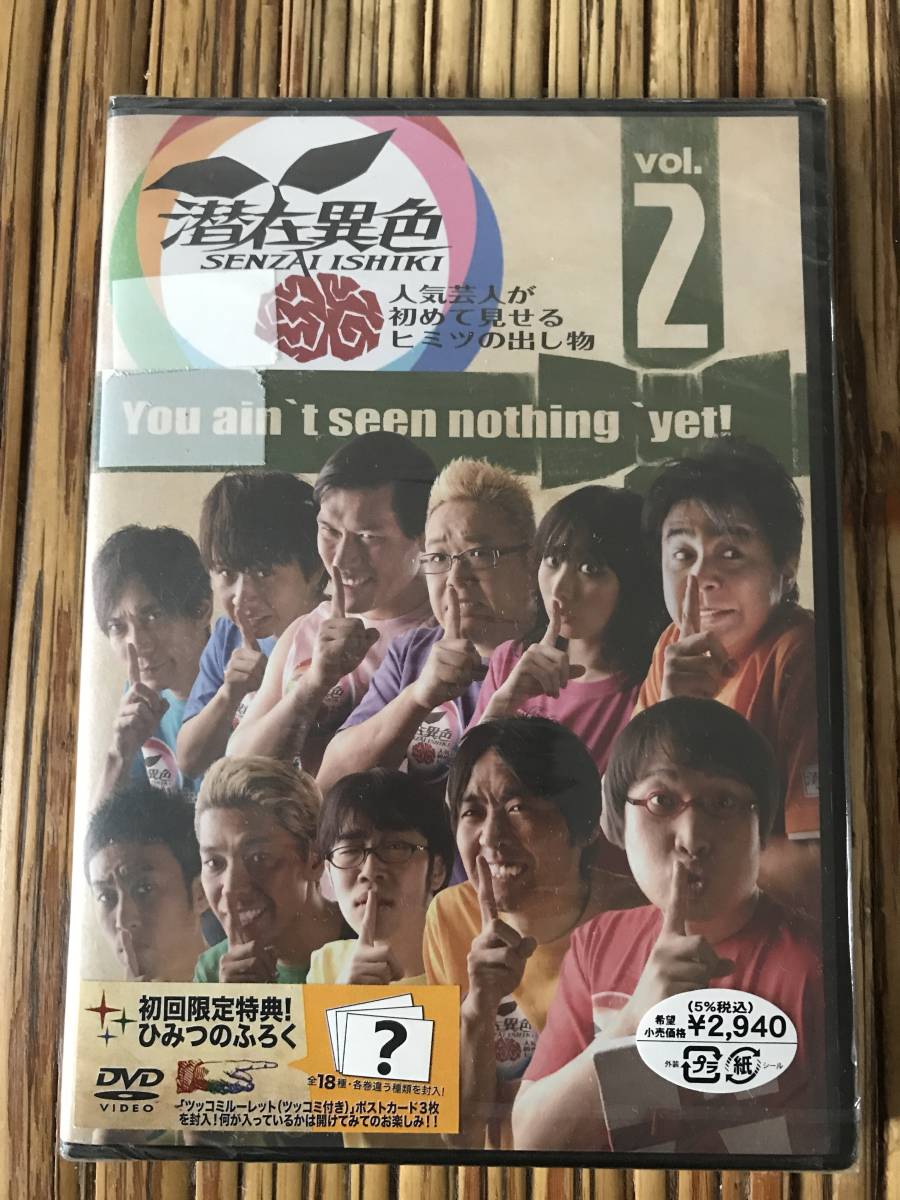 潜在異色
SENZAI ISHIKI
人気芸人が
初めて見せる
ヒミツの出し物
vol.
2
You ain`t seen nothing `yet!
潜在異色
初回限定特典!
ひみつのふろく
?
全18種・各巻違う種類を封入!
「ツッコミルーレット(ツッコミ付き)」ポストカード3枚
を封入!何が入っているかは開けてみてのお楽しみ!!
DVD
VIDEO
(5%税込)
希望
小売価格
¥2,940
外装
プラ
紙
シール